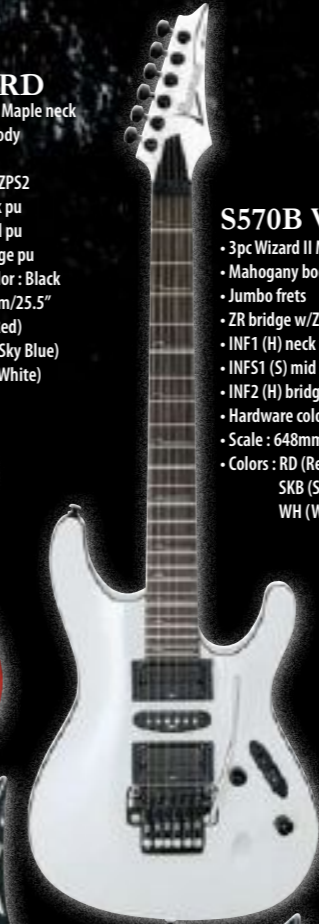 RD
Maple neck
ody
ZPS2
pu
l pu
ge pu
lor : Black
m/25.5"
ed)
Sky Blue)
White)
S570B
• 3pc Wizard II
• Mahogany bo
• Jumbo frets
• ZR bridge w/Z
• INF1 (H) neck
• INFS1 (S) mid
• INF2 (H) bridg
• Hardware colo
• Scale : 648mm
• Colors : RD (Re
SKB (S
WH (W